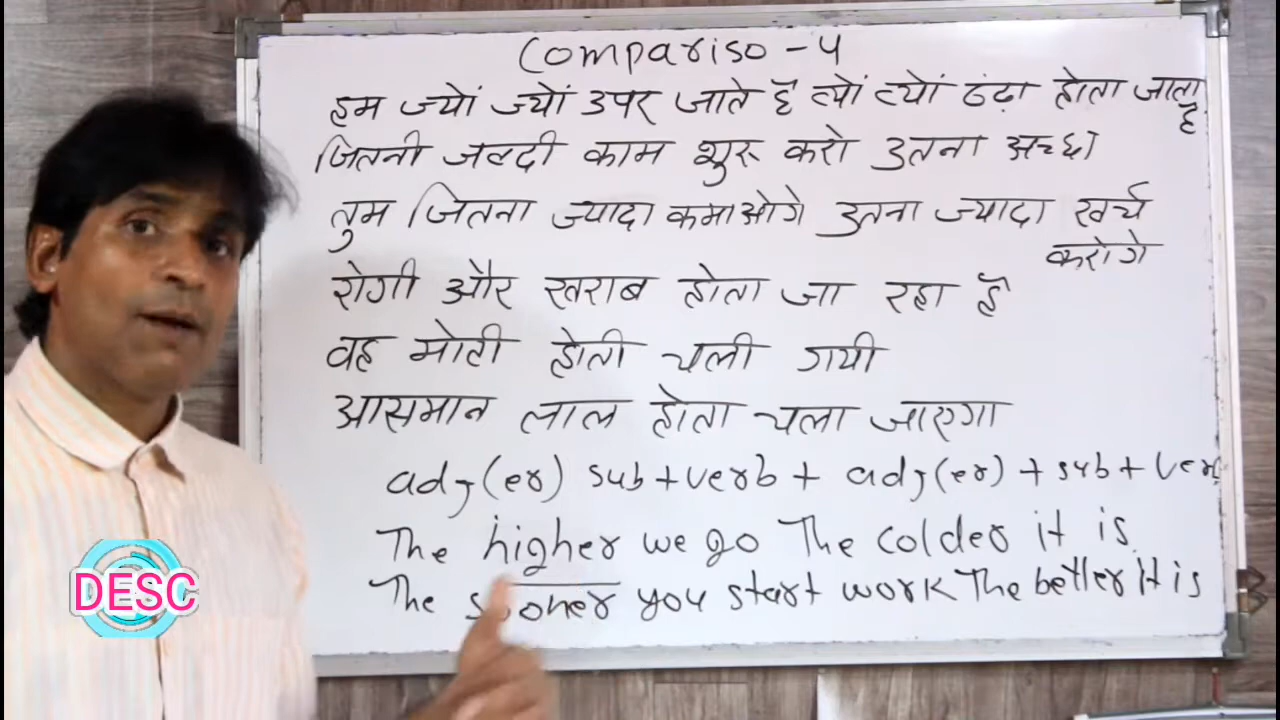 Compariso - 4
हम ज्यों ज्यों उपर जाते हैं त्यों त्यों ठंढ़ा होता जाता है
जितनी जल्दी काम शुरू करो उतना अच्छा
तुम जितना ज्यादा कमाओगे उतना ज्यादा खर्च करोगे
रोगी और खराब होता जा रहा है
वह मोटी होती चली गयी
आसमान लाल होता चला जाएगा
adj(er) sub+verb + adj(er) + sub + verb
The higher we go The colder it is
The sooner you start work The better it is
DESC